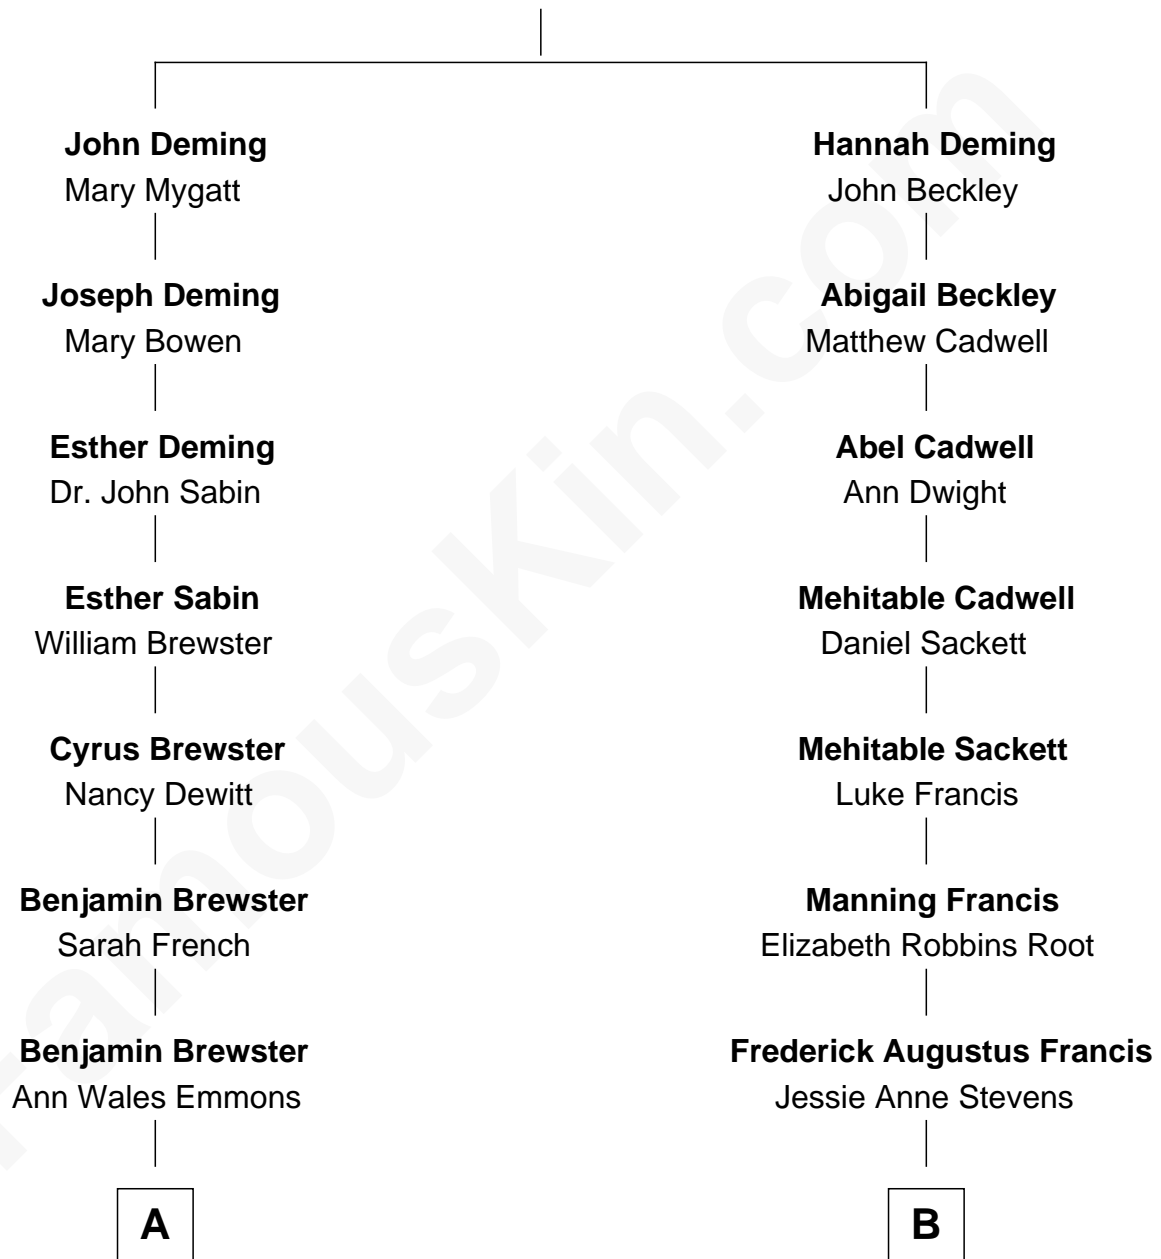 John Deming
Mary Mygatt
Hannah Deming
John Beckley
Joseph Deming
Mary Bowen
Abigail Beckley
Matthew Cadwell
Esther Deming
Dr. John Sabin
Abel Cadwell
Ann Dwight
Esther Sabin
William Brewster
Mehitable Cadwell
Daniel Sackett
Cyrus Brewster
Nancy Dewitt
Mehitable Sackett
Luke Francis
Benjamin Brewster
Sarah French
Manning Francis
Elizabeth Robbins Root
Benjamin Brewster
Ann Wales Emmons
Frederick Augustus Francis
Jessie Anne Stevens
A
B
FamousKin.com